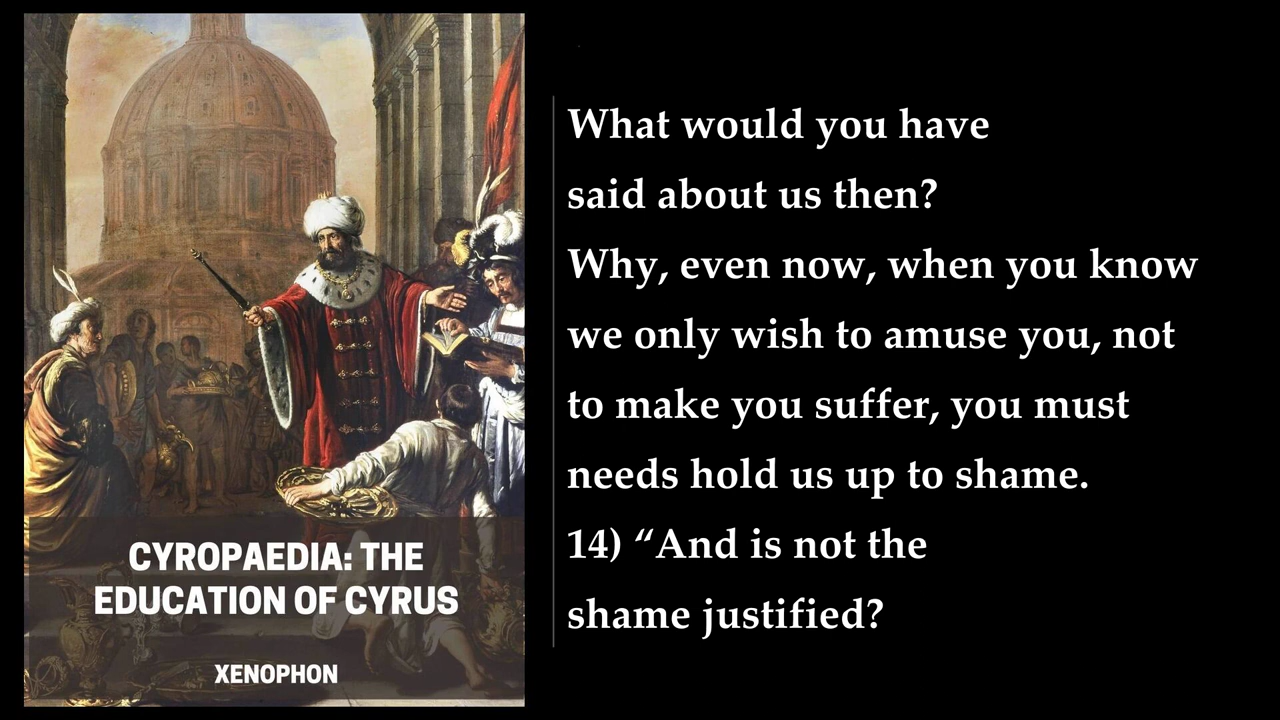 CYROPAEDIA: THE
EDUCATION OF CYRUS
XENOPHON
What would you have
said about us then?
Why, even now, when you know
we only wish to amuse you, not
to make you suffer, you must
needs hold us up to shame.
14) “And is not the
shame justified?